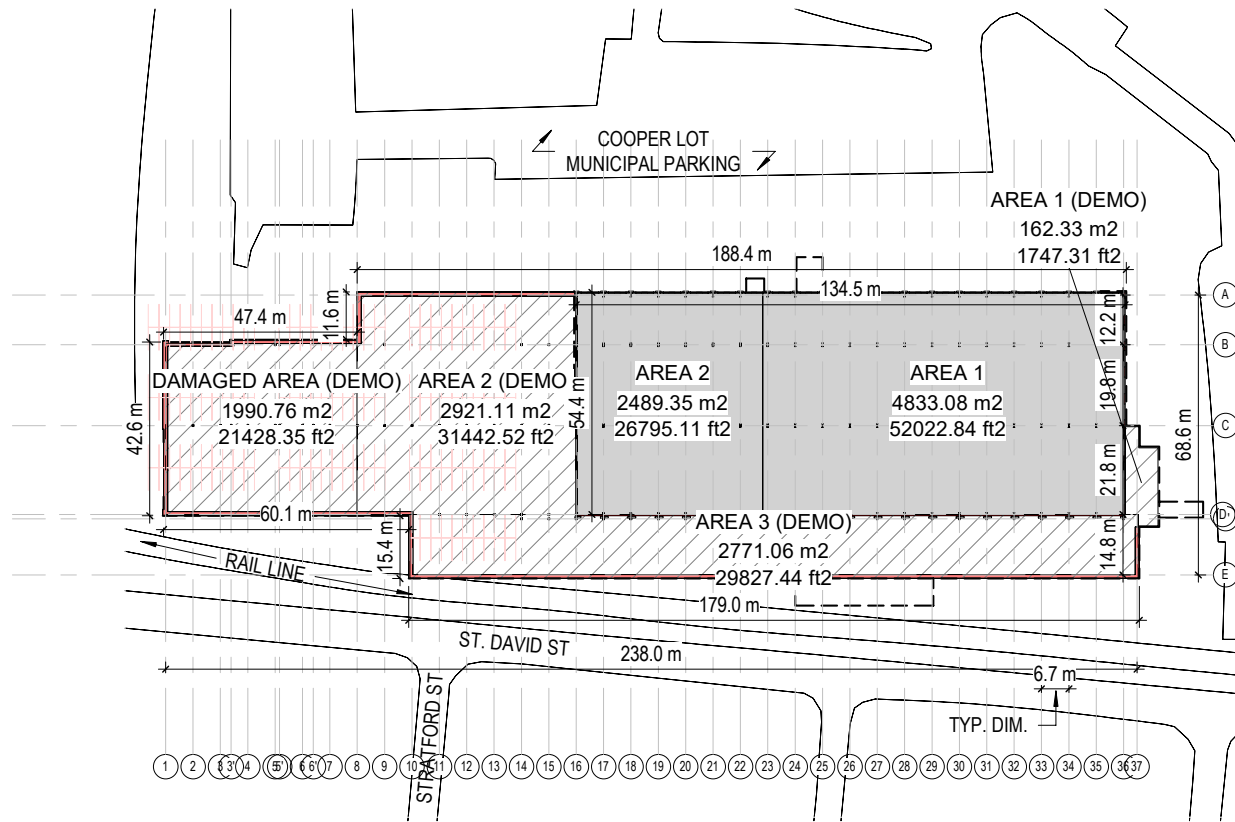 COOPER LOT
MUNICIPAL PARKING
AREA 1 (DEMO)
162.33 m2
1747.31 ft2
188.4 m
134.5 m
47.4 m
11.6 m
12.2 m
A
B
DAMAGED AREA (DEMO)
1990.76 m2
21428.35 ft2
AREA 2 (DEMO
2921.11 m2
31442.52 ft2
54.4 m
AREA 2
2489.35 m2
26795.11 ft2
AREA 1
4833.08 m2
52022.84 ft2
19.8 m
42.6 m
C
21.8 m
68.6 m
60.1 m
AREA 3 (DEMO)
2771.06 m2
29827.44 ft2
D'
15.4 m
14.8 m
E
RAIL LINE
179.0 m
ST. DAVID ST
238.0 m
6.7 m
STRATFORD ST
TYP. DIM.
1 2 3 3' 4 5 5' 6 6' 7 8 9 10 11 12 13 14 15 16 17 18 19 20 21 22 23 24 25 26 27 28 29 30 31 32 33 34 35 36 37